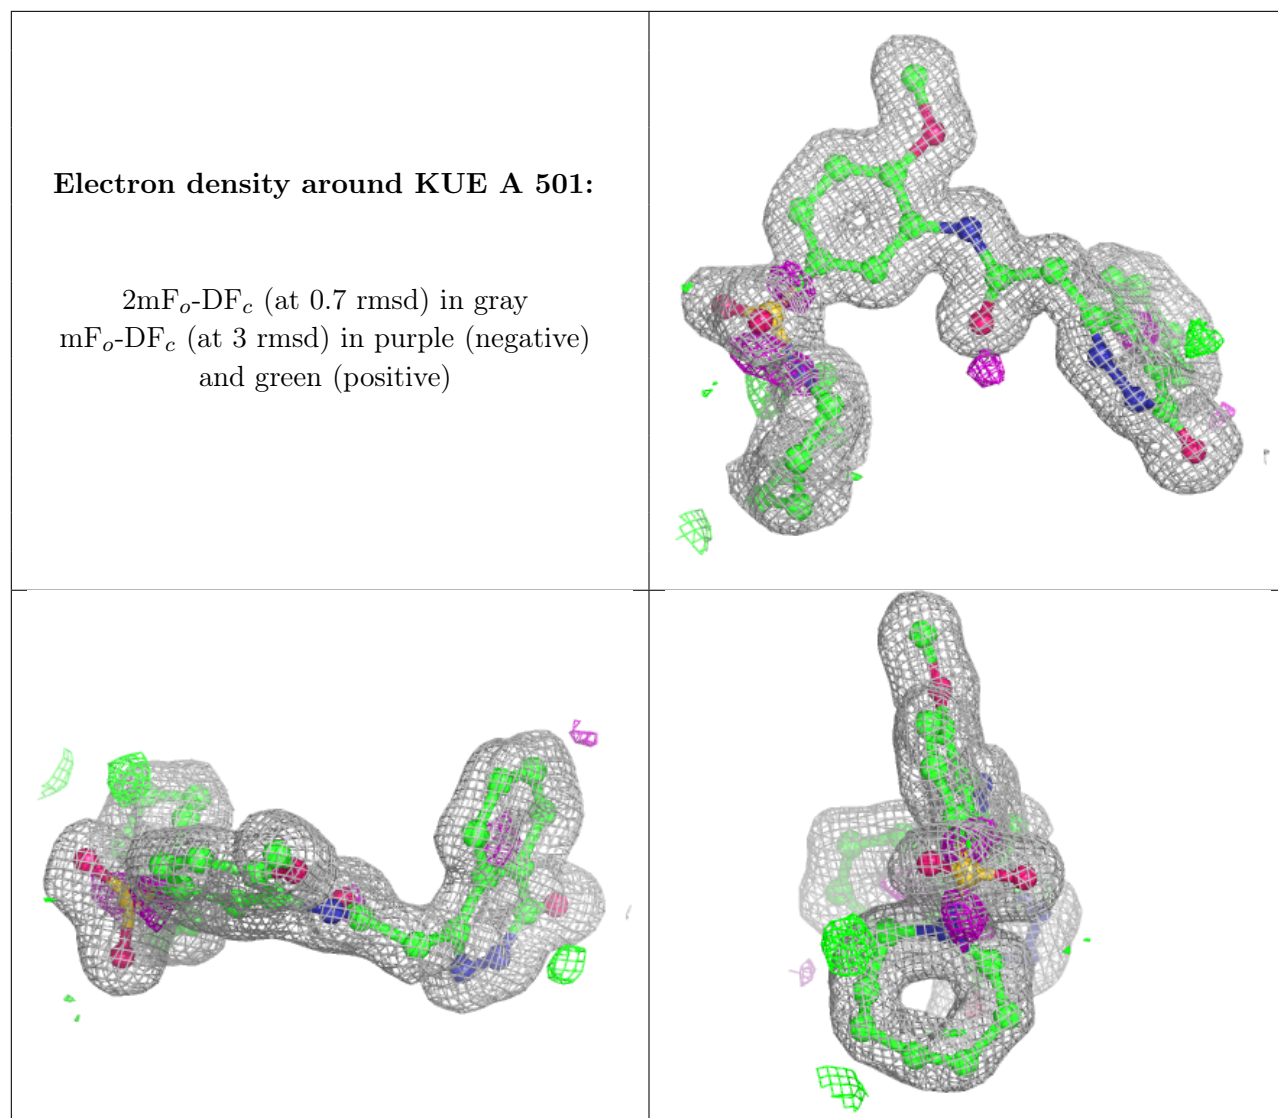 Electron density around KUE A 501:
2mFo-DFc (at 0.7 rmsd) in gray
mFo-DFc (at 3 rmsd) in purple (negative)
and green (positive)